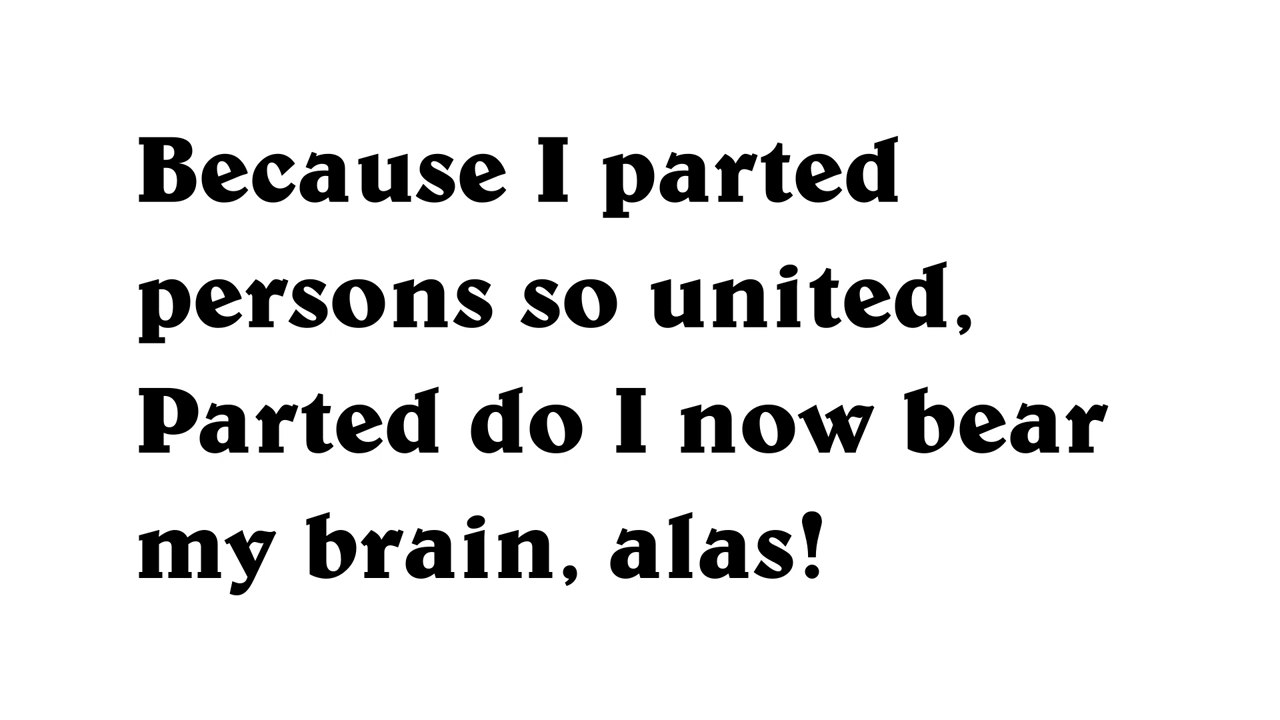 Because I parted
persons so united,
Parted do I now bear
my brain, alas!